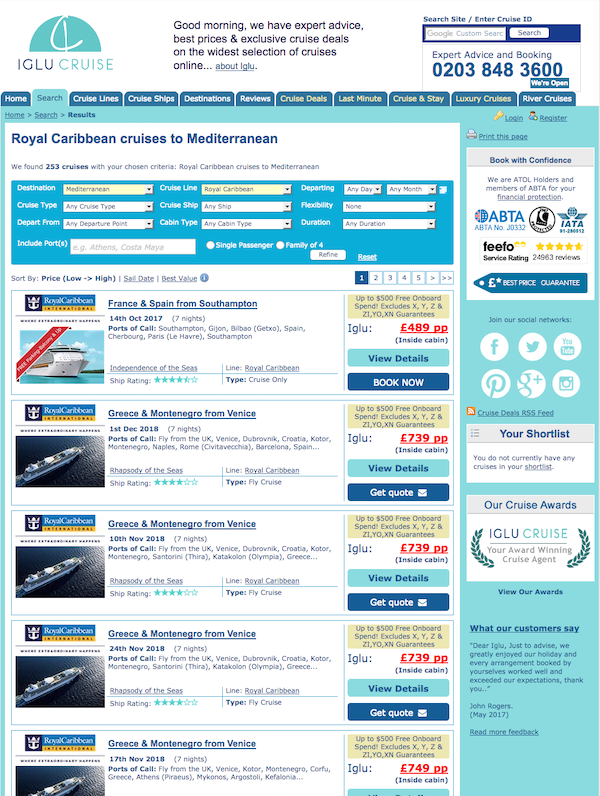 IGLU CRUISE
Good morning, we have expert advice,
best prices & exclusive cruise deals
on the widest selection of cruises
online... about Iglu.
Search Site / Enter Cruise ID
Google Custom Sear
Search
Expert Advice and Booking
0203 848 3600
We're Open
Home Search Cruise Lines Cruise Ships Destinations Reviews Cruise Deals Last Minute Cruise & Stay Luxury Cruises River Cruises
Home > Search > Results
Login Register
Royal Caribbean cruises to Mediterranean
We found 253 cruises with your chosen criteria: Royal Caribbean cruises to Mediterranean
Destination Mediterranean Cruise Line Royal Caribbean Departing Any Day Any Month
Cruise Type Any Cruise Type Cruise Ship Any Ship Flexibility None
Depart From Any Departure Point Cabin Type Any Cabin Type Duration Any Duration
Include Port(s) e.g. Athens, Costa Maya Single Passenger Family of 4
Refine Reset
Sort By: Price (Low -> High) | Sail Date | Best Value
1 2 3 4 5 > >>
RoyalCaribbean
INTERNATIONAL
WHERE EXTRAORDINARY HAPPENS
FREE Parking-Balcony & Up
France & Spain from Southampton
14th Oct 2017 (7 nights)
Ports of Call: Southampton, Gijon, Bilbao (Getxo), Spain,
Cherbourg, Paris (Le Havre), Southampton
Independence of the Seas Line: Royal Caribbean
Ship Rating: Type: Cruise Only
Up to $500 Free Onboard
Spend! Excludes X, Y, Z &
ZI,YO,XN Guarantees
Iglu: £489 pp
(Inside cabin)
View Details
BOOK NOW
RoyalCaribbean
INTERNATIONAL
WHERE EXTRAORDINARY HAPPENS
Greece & Montenegro from Venice
1st Dec 2018 (7 nights)
Ports of Call: Fly from the UK, Venice, Dubrovnik, Croatia, Kotor,
Montenegro, Naples, Rome (Civitavecchia), Barcelona, Spain...
Rhapsody of the Seas Line: Royal Caribbean
Ship Rating: Type: Fly Cruise
Up to $500 Free Onboard
Spend! Excludes X, Y, Z &
ZI,YO,XN Guarantees
Iglu: £739 pp
(Inside cabin)
View Details
Get quote
RoyalCaribbean
INTERNATIONAL
WHERE EXTRAORDINARY HAPPENS
Greece & Montenegro from Venice
10th Nov 2018 (7 nights)
Ports of Call: Fly from the UK, Venice, Dubrovnik, Croatia, Kotor,
Montenegro, Santorini (Thira), Katakolon (Olympia), Greece...
Rhapsody of the Seas Line: Royal Caribbean
Ship Rating: Type: Fly Cruise
Up to $500 Free Onboard
Spend! Excludes X, Y, Z &
ZI,YO,XN Guarantees
Iglu: £739 pp
(Inside cabin)
View Details
Get quote
RoyalCaribbean
INTERNATIONAL
WHERE EXTRAORDINARY HAPPENS
Greece & Montenegro from Venice
24th Nov 2018 (7 nights)
Ports of Call: Fly from the UK, Venice, Dubrovnik, Croatia, Kotor,
Montenegro, Santorini (Thira), Katakolon (Olympia), Greece...
Rhapsody of the Seas Line: Royal Caribbean
Ship Rating: Type: Fly Cruise
Up to $500 Free Onboard
Spend! Excludes X, Y, Z &
ZI,YO,XN Guarantees
Iglu: £739 pp
(Inside cabin)
View Details
Get quote
RoyalCaribbean
INTERNATIONAL
WHERE EXTRAORDINARY HAPPENS
Greece & Montenegro from Venice
17th Nov 2018 (7 nights)
Ports of Call: Fly from the UK, Venice, Kotor, Montenegro, Corfu,
Greece, Athens (Piraeus), Mykonos, Argostoli, Kefalonia...
Up to $500 Free Onboard
Spend! Excludes X, Y, Z &
ZI,YO,XN Guarantees
Iglu: £749 pp
(Inside cabin)
View Details
Print this page
Book with Confidence
We are ATOL Holders and
members of ABTA for your
financial protection.
ABTA
ABTA No. J0332
IATA
91-280512
feefo
Service Rating 24963 reviews
£* BEST PRICE GUARANTEE
Join our social networks:
You
Tube
g+
Cruise Deals RSS Feed
Your Shortlist
You do not currently have any
cruises in your shortlist.
Our Cruise Awards
IGLU CRUISE
Your Award Winning
Cruise Agent
View Our Awards
What our customers say
"Dear Iglu, Just to advise, we
greatly enjoyed our holiday and
every arrangement booked by
yourselves worked well and
exceeded our expectations, thank
you.."
John Rogers.
(May 2017)
Read more feedback